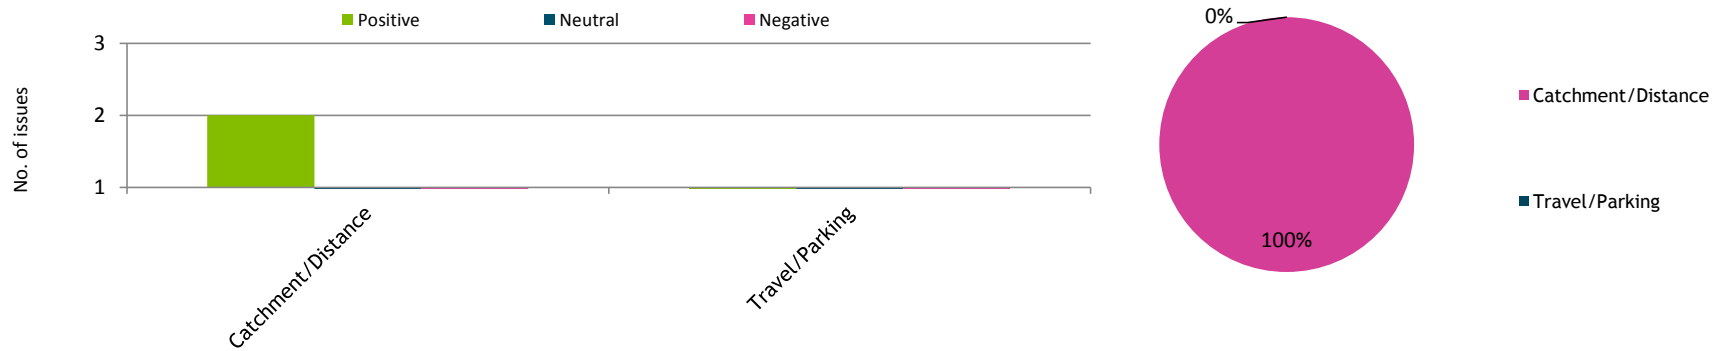 Positive Neutral Negative
No. of issues
3
2
1
Catchment/Distance
Travel/Parking
0%
100%
Catchment/Distance
Travel/Parking